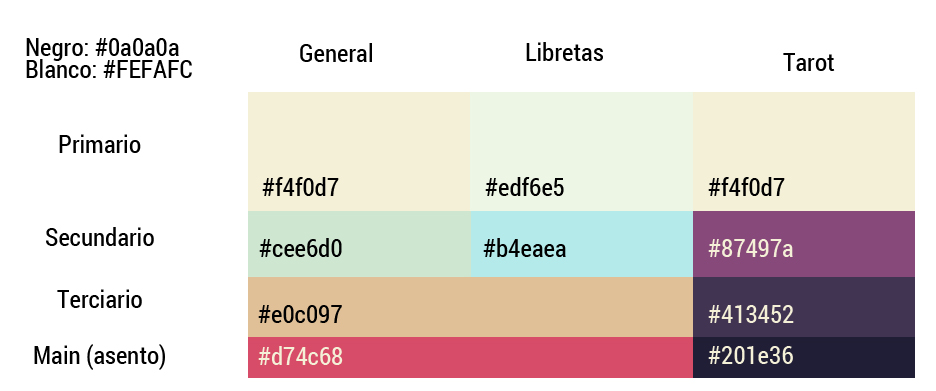 Negro: #0a0a0a
Blanco: #FEFAFC
General
Libretas
Tarot
Primario
#f4f0d7
#edf6e5
#f4f0d7
Secundario
#cee6d0
#b4eaea
#87497a
Terciario
#e0c097
#413452
Main (asento)
#d74c68
#201e36